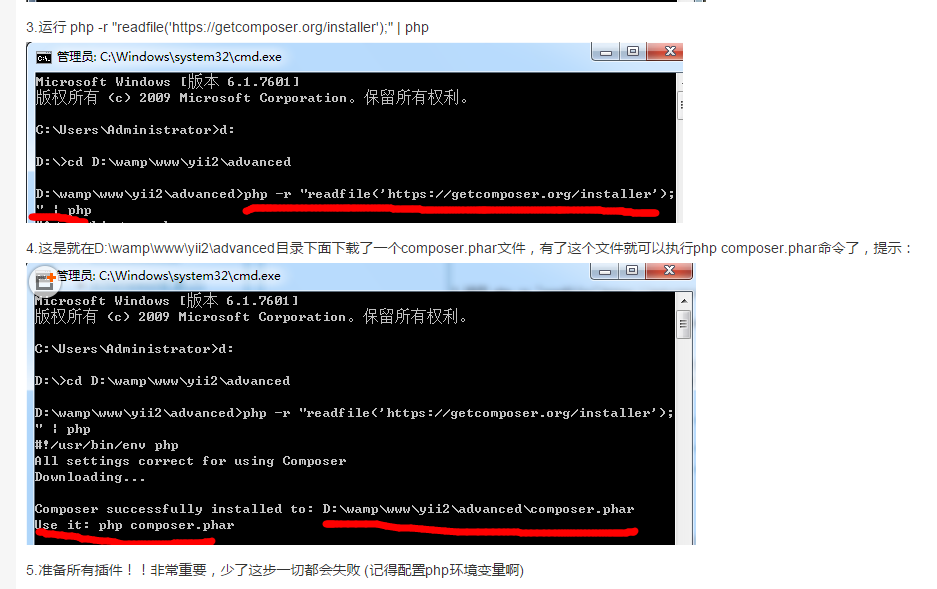 3.运行 php -r "readfile('https://getcomposer.org/installer');" | php
管理员: C:\Windows\system32\cmd.exe
Microsoft Windows [版本 6.1.7601]
版权所有 (c) 2009 Microsoft Corporation。保留所有权利。
C:\Users\Administrator>d:
D:\>cd D:\wamp\www\yii2\advanced
D:\wamp\www\yii2\advanced>php -r "readfile('https://getcomposer.org/installer');
" | php
4.这是就在D:\wamp\www\yii2\advanced目录下面下载了一个composer.phar文件，有了这个文件就可以执行php composer.phar命令了，提示：
管理员: C:\Windows\system32\cmd.exe
Microsoft Windows [版本 6.1.7601]
版权所有 (c) 2009 Microsoft Corporation。保留所有权利。
C:\Users\Administrator>d:
D:\>cd D:\wamp\www\yii2\advanced
D:\wamp\www\yii2\advanced>php -r "readfile('https://getcomposer.org/installer');
" | php
#!/usr/bin/env php
All settings correct for using Composer
Downloading...
Composer successfully installed to: D:\wamp\www\yii2\advanced\composer.phar
Use it: php composer.phar
5.准备所有插件！！非常重要，少了这步一切都会失败 (记得配置php环境变量啊)